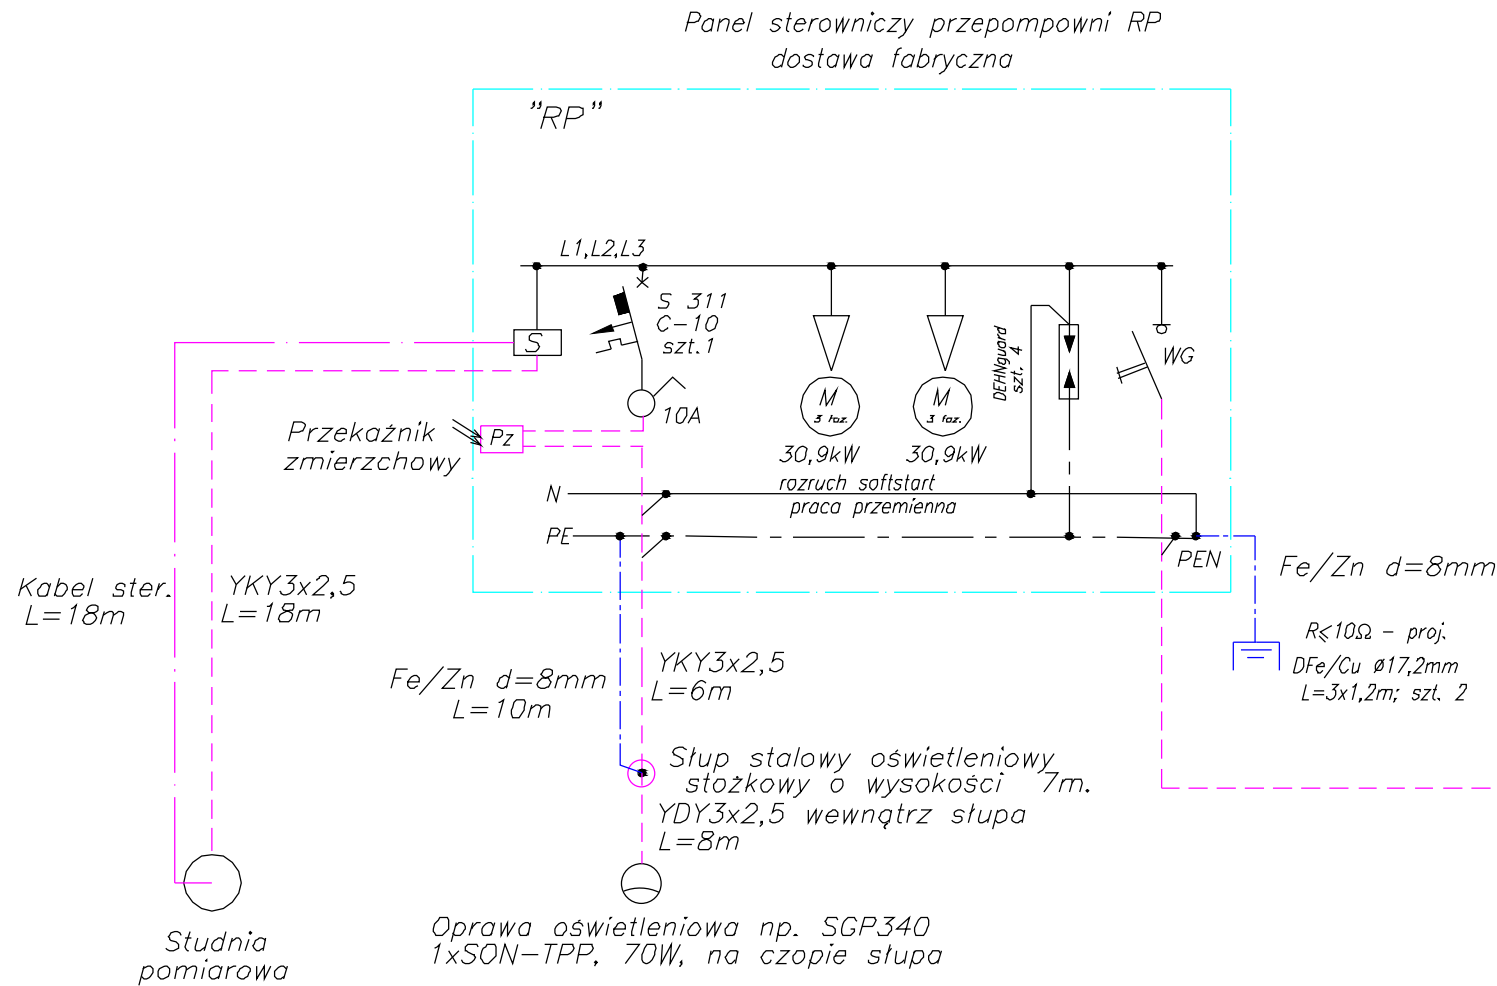 Panel sterowniczy przepompowni RP
dostawa fabryczna
"RP"
L1,L2,L3
S 311
C-10
szt.1
S
10A
Pz
Przekaźnik
zmierzchowy
M
3 faz.
30,9kW
M
3 faz.
30,9kW
rozruch softstart
praca przemienna
DEHNguard
szt. 4
WG
N
PE
PEN
Kabel ster.
L=18m
YKY3x2,5
L=18m
Fe/Zn d=8mm
L=10m
YKY3x2,5
L=6m
Fe/Zn d=8mm
R≤10Ω - proj.
DFe/Cu ø17,2mm
L=3x1,2m; szt. 2
Słup stalowy oświetleniowy
stożkowy o wysokości 7m.
YDY3x2,5 wewnątrz słupa
L=8m
Studnia
pomiarowa
Oprawa oświetleniowa np. SGP340
1xSON-TPP, 70W, na czopie słupa